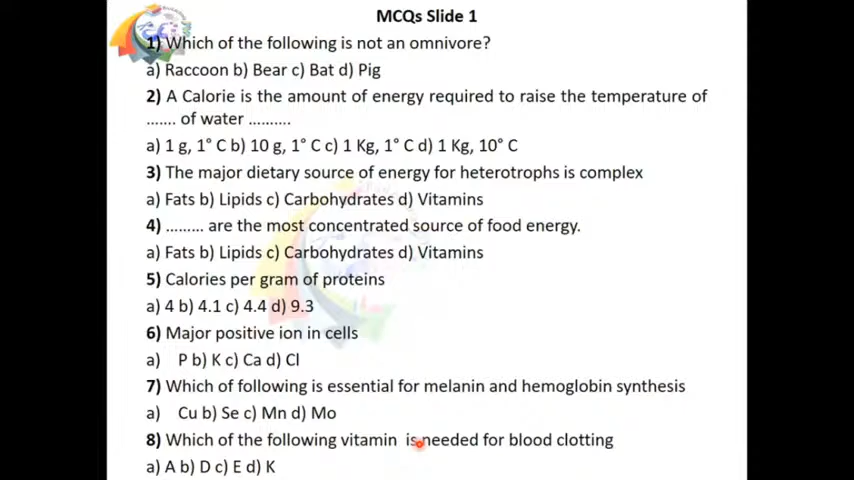 MCQs Slide 1
1) Which of the following is not an omnivore?
a) Raccoon b) Bear c) Bat d) Pig
2) A Calorie is the amount of energy required to raise the temperature of
....... of water ..........
a) 1 g, 1° C b) 10 g, 1° C c) 1 Kg, 1° C d) 1 Kg, 10° C
3) The major dietary source of energy for heterotrophs is complex
a) Fats b) Lipids c) Carbohydrates d) Vitamins
4) ......... are the most concentrated source of food energy.
a) Fats b) Lipids c) Carbohydrates d) Vitamins
5) Calories per gram of proteins
a) 4 b) 4.1 c) 4.4 d) 9.3
6) Major positive ion in cells
a) P b) K c) Ca d) Cl
7) Which of following is essential for melanin and hemoglobin synthesis
a) Cu b) Se c) Mn d) Mo
8) Which of the following vitamin is needed for blood clotting
a) A b) D c) E d) K